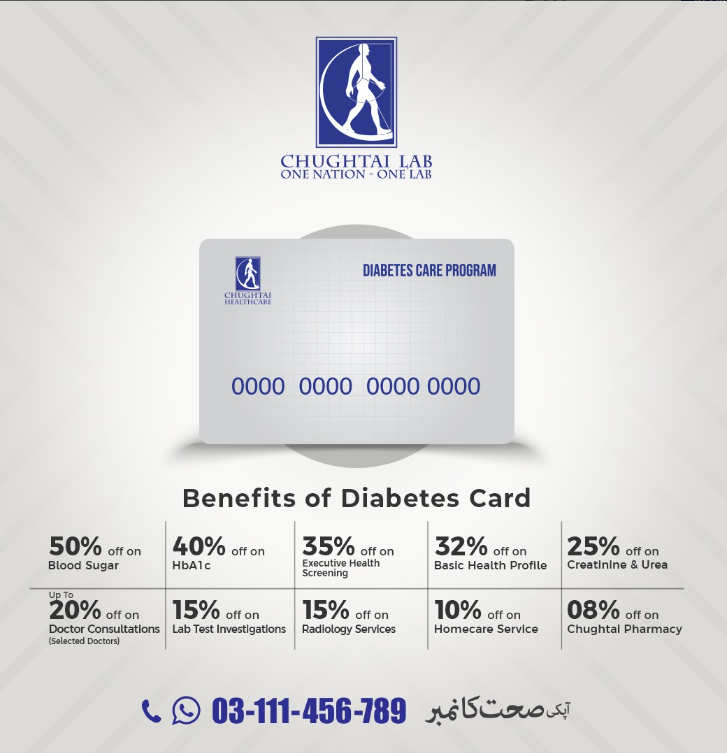 CHUGHTAI LAB
ONE NATION - ONE LAB
CHUGHTAI
HEALTHCARE
DIABETES CARE PROGRAM
0000 0000 0000 0000
Benefits of Diabetes Card
50% off on
Blood Sugar
40% off on
HbA1c
35% off on
Executive Health
Screening
32% off on
Basic Health Profile
25% off on
Creatinine & Urea
Up To
20% off on
Doctor Consultations
(Selected Doctors)
15% off on
Lab Test Investigations
15% off on
Radiology Services
10% off on
Homecare Service
08% off on
Chughtai Pharmacy
03-111-456-789 آپکی صحت کا نمبر